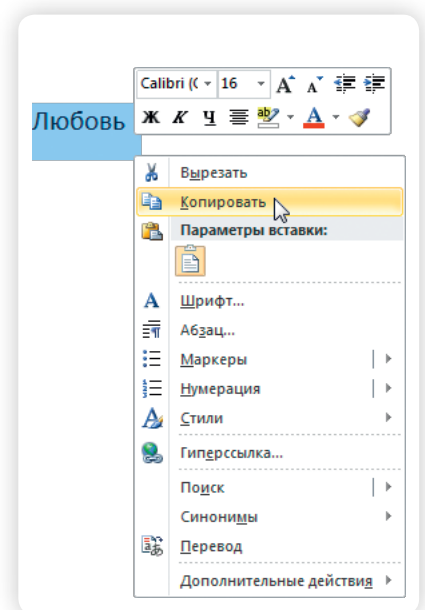 Calibri (С 16 А А
Любовь Ж К Ч А
Вырезать
Копировать
Параметры вставки:
А Шрифт...
Абзац...
Маркеры
Нумерация
Стили
Гиперссылка...
Поиск
Синонимы
Перевод
Дополнительные действия